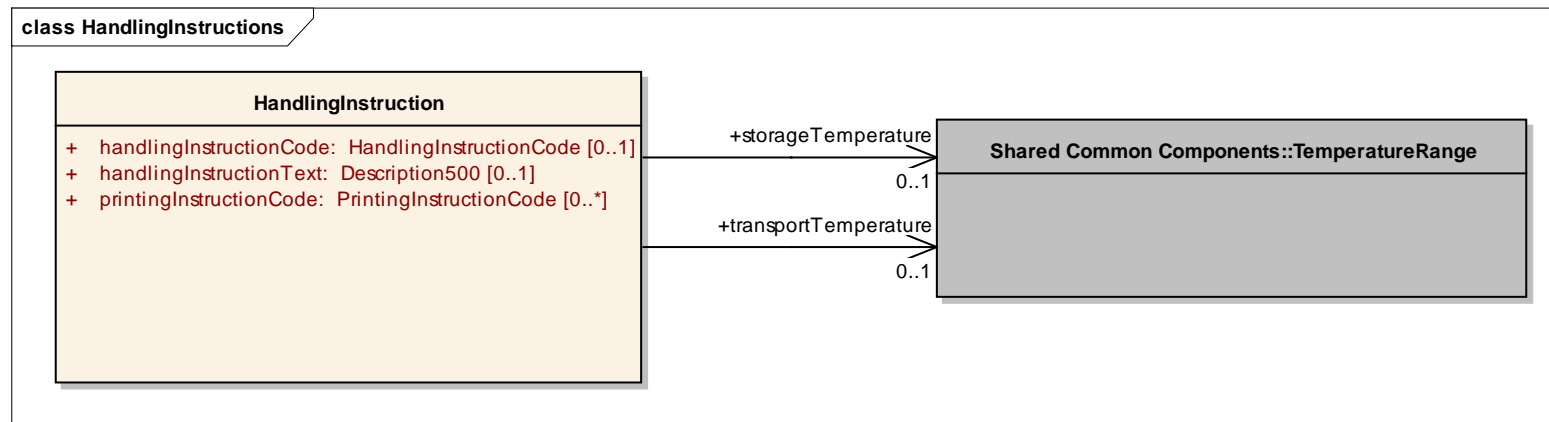 class HandlingInstructions
HandlingInstruction
+ handlingInstructionCode: HandlingInstructionCode [0..1]
+ handlingInstructionText: Description500 [0..1]
+ printingInstructionCode: PrintingInstructionCode [0..*]
+storageTemperature
0..1
+transportTemperature
0..1
Shared Common Components::TemperatureRange